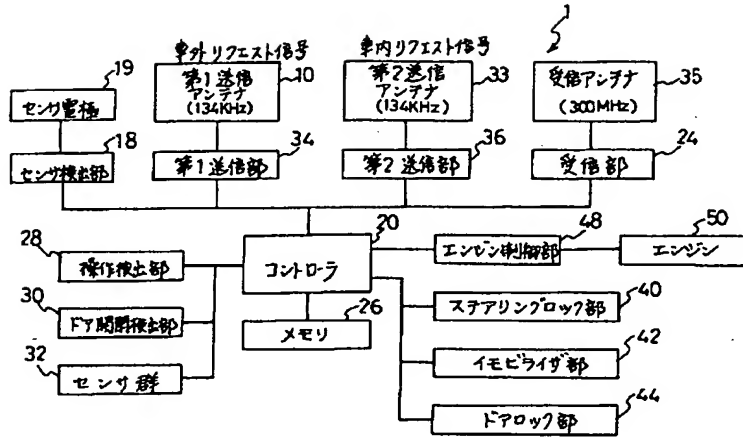 1
車外リクエスト信号
車内リクエスト信号
19
センサ電極
第1送信
アンテナ
(134KHz)
10
第2送信
アンテナ
(134KHz)
33
受信アンテナ
(300MHz)
35
18
センサ検出部
第1送信部
34
第2送信部
36
受信部
24
20
コントローラ
28
操作検出部
30
ドア開閉検出部
32
センサ群
メモリ
26
エンジン制御部
48
エンジン
50
ステアリングロック部
40
イモビライザ部
42
ドアロック部
44